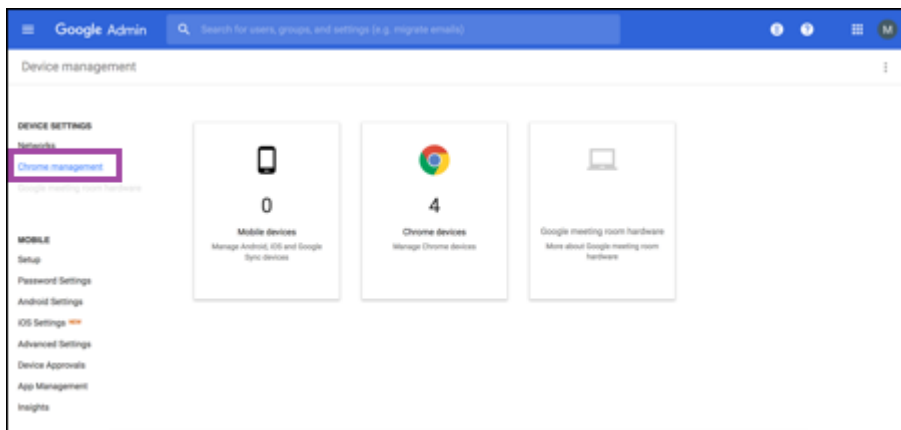 Google Admin
Search for users, groups, and settings (e.g. migrate emails)
M
Device management
DEVICE SETTINGS
Networks
Chrome management
Google meeting room hardware
MOBILE
Setup
Password Settings
Android Settings
iOS Settings NEW
Advanced Settings
Device Approvals
App Management
Insights
0
Mobile devices
Manage Android, iOS and Google
Sync devices
4
Chrome devices
Manage Chrome devices
Google meeting room hardware
More about Google meeting room
hardware